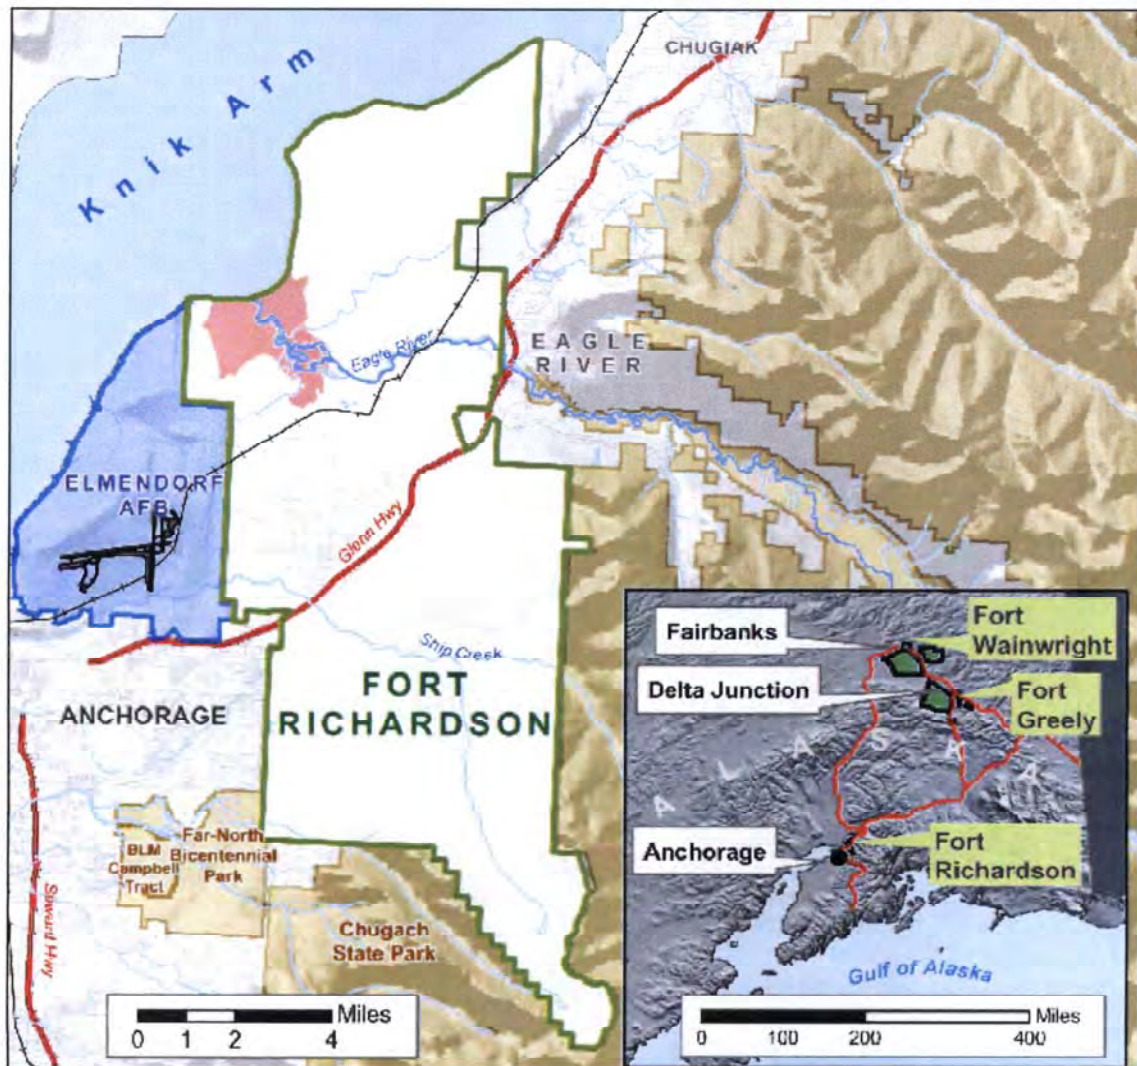 CHUGIAK
Knik Arm
Eagle River
EAGLE
RIVER
ELMENDORF
AFB
Glenn Hwy
Ship Creek
FORT
RICHARDSON
ANCHORAGE
Far-North
Bicentennial
Park
BLM
Campbell
Tract
Seward Hwy
Chugach
State Park
Miles
0 1 2 4
Fairbanks
Fort
Wainwright
Delta Junction
Fort
Greely
ALASKA
Anchorage
Fort
Richardson
Gulf of Alaska
Miles
0 100 200 400